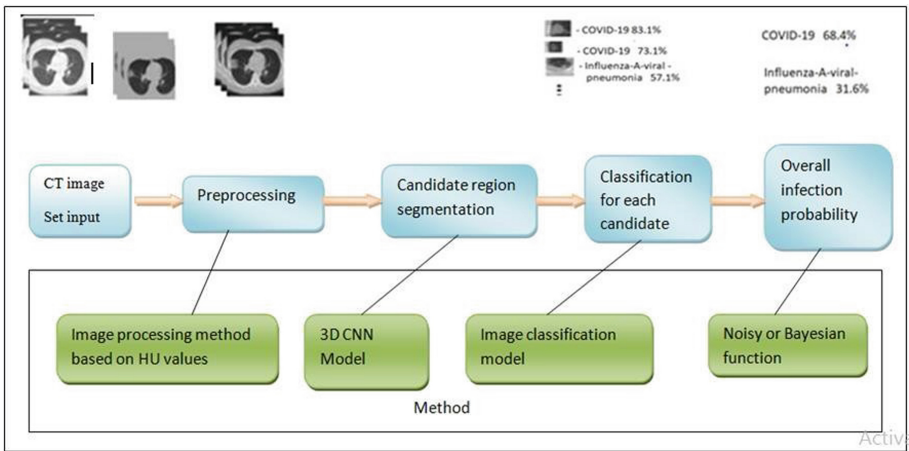 - COVID-19 83.1%
- COVID-19 73.1%
- Influenza-A-viral -
pneumonia 57.1%
COVID-19 68.4%
Influenza-A-viral-
pneumonia 31.6%
CT image
Set input
Preprocessing
Candidate region
segmentation
Classification
for each
candidate
Overall
infection
probability
Image processing method
based on HU values
3D CNN
Model
Image classification
model
Noisy or Bayesian
function
Method